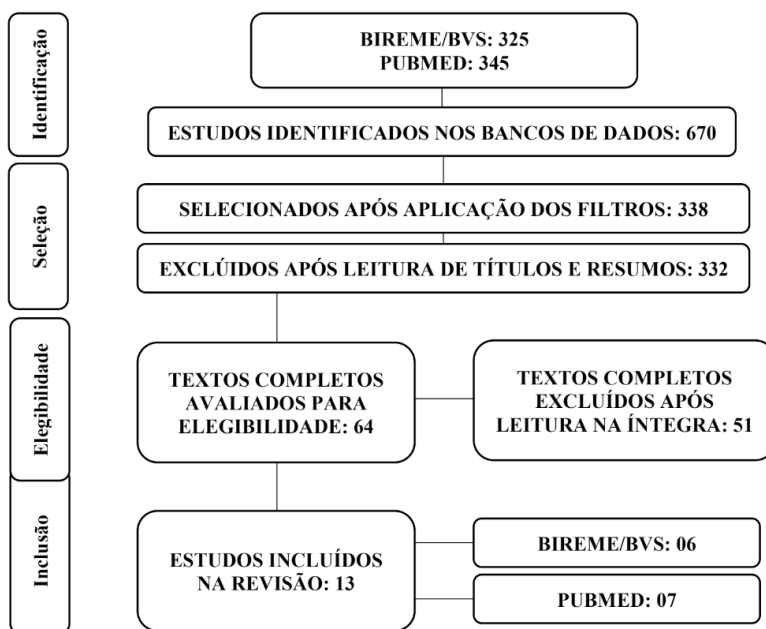 Identificação
BIREME/BVS: 325
PUBMED: 345
ESTUDOS IDENTIFICADOS NOS BANCOS DE DADOS: 670
Seleção
SELECIONADOS APÓS APLICAÇÃO DOS FILTROS: 338
EXCLÚIDOS APÓS LEITURA DE TÍTULOS E RESUMOS: 332
Elegibilidade
TEXTOS COMPLETOS
AVALIADOS PARA
ELEGIBILIDADE: 64
TEXTOS COMPLETOS
EXCLUÍDOS APÓS
LEITURA NA ÍNTEGRA: 51
Inclusão
ESTUDOS INCLUÍDOS
NA REVISÃO: 13
BIREME/BVS: 06
PUBMED: 07